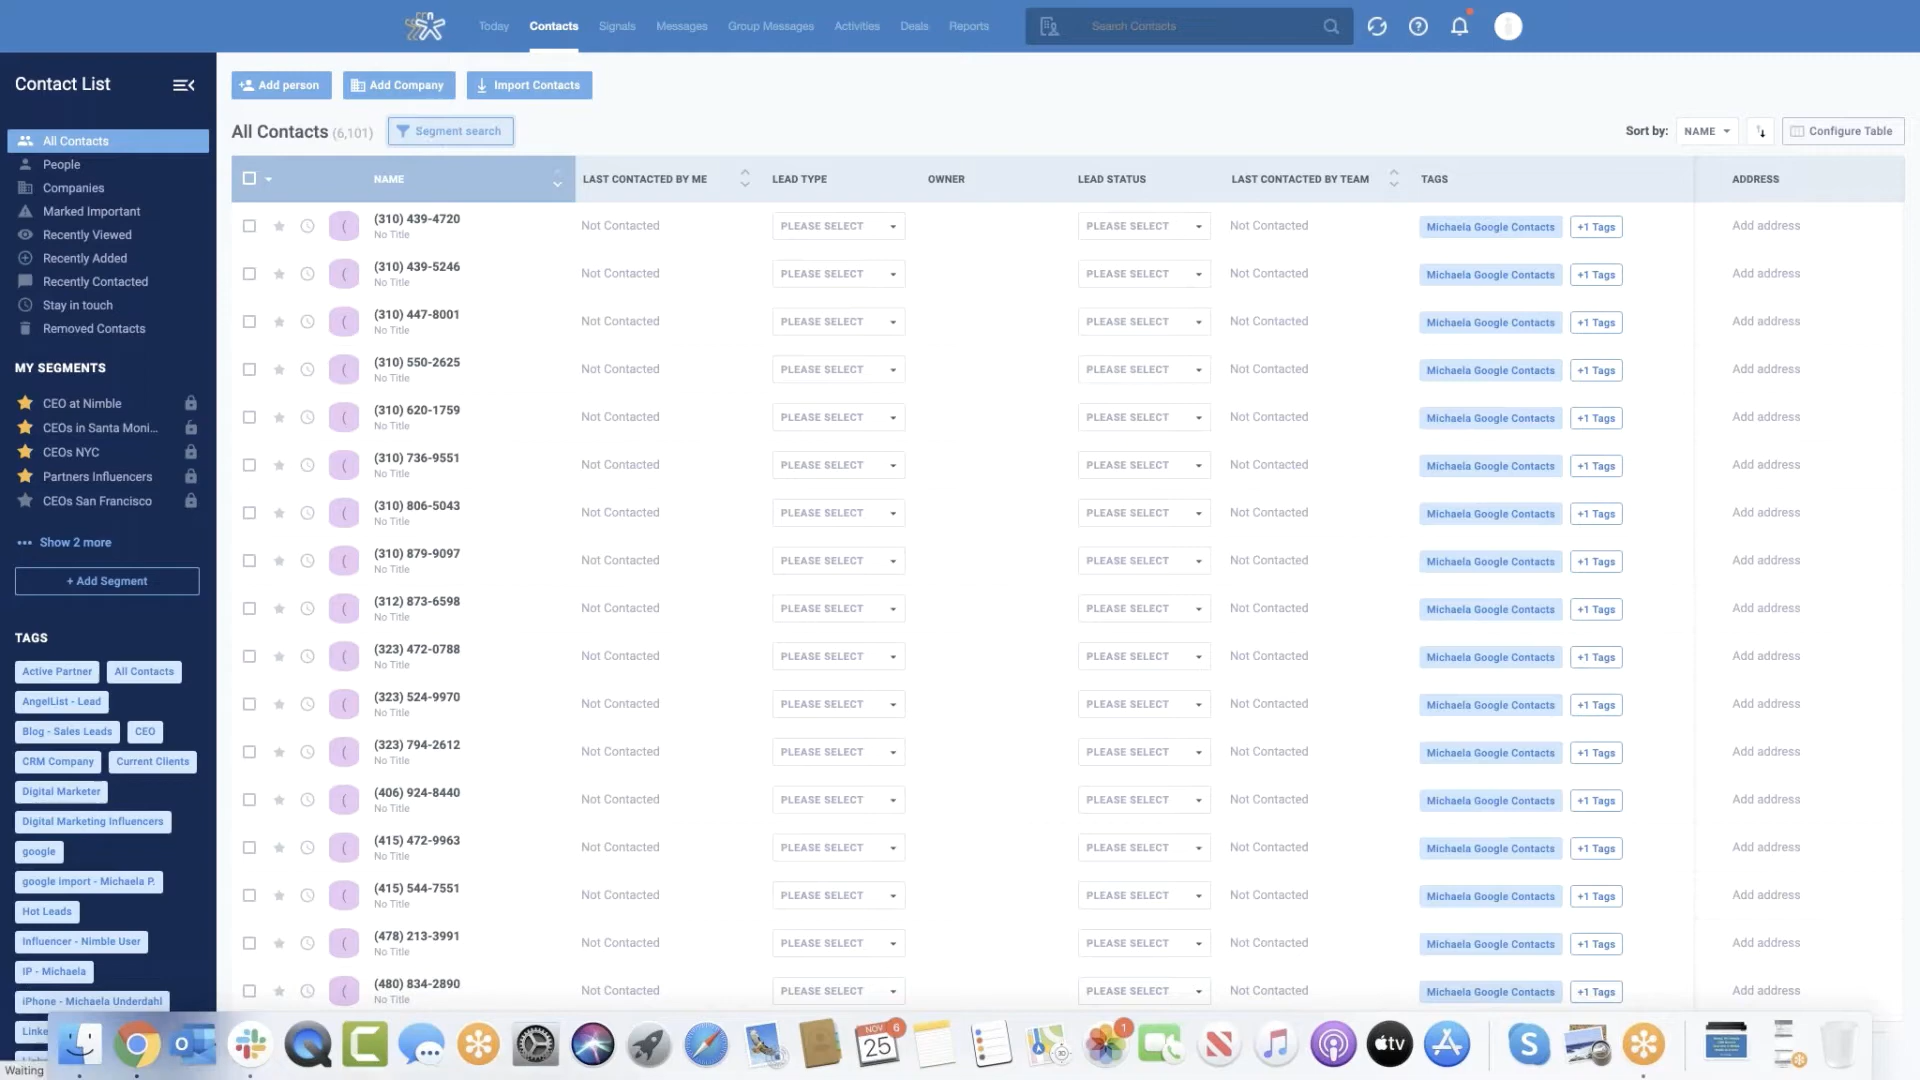 Today Contacts Signals Messages Group Messages Activities Deals Reports Search Contacts
Contact List
Add person Add Company Import Contacts
All Contacts (6,101) Segment search Sort by: NAME Configure Table
All Contacts
People
Companies
Marked Important
Recently Viewed
Recently Added
Recently Contacted
Stay in touch
Removed Contacts
MY SEGMENTS
CEO at Nimble
CEOs in Santa Moni...
CEOs NYC
Partners Influencers
CEOs San Francisco
Show 2 more
+ Add Segment
TAGS
Active Partner All Contacts
AngelList - Lead
Blog - Sales Leads CEO
CRM Company Current Clients
Digital Marketer
Digital Marketing Influencers
google
google import - Michaela P.
Hot Leads
Influencer - Nimble User
IP - Michaela
iPhone - Michaela Underdahl
Linke
NAME LAST CONTACTED BY ME LEAD TYPE OWNER LEAD STATUS LAST CONTACTED BY TEAM TAGS ADDRESS
(310) 439-4720 Not Contacted PLEASE SELECT PLEASE SELECT Not Contacted Michaela Google Contacts +1 Tags Add address
No Title
(310) 439-5246 Not Contacted PLEASE SELECT PLEASE SELECT Not Contacted Michaela Google Contacts +1 Tags Add address
No Title
(310) 447-8001 Not Contacted PLEASE SELECT PLEASE SELECT Not Contacted Michaela Google Contacts +1 Tags Add address
No Title
(310) 550-2625 Not Contacted PLEASE SELECT PLEASE SELECT Not Contacted Michaela Google Contacts +1 Tags Add address
No Title
(310) 620-1759 Not Contacted PLEASE SELECT PLEASE SELECT Not Contacted Michaela Google Contacts +1 Tags Add address
No Title
(310) 736-9551 Not Contacted PLEASE SELECT PLEASE SELECT Not Contacted Michaela Google Contacts +1 Tags Add address
No Title
(310) 806-5043 Not Contacted PLEASE SELECT PLEASE SELECT Not Contacted Michaela Google Contacts +1 Tags Add address
No Title
(310) 879-9097 Not Contacted PLEASE SELECT PLEASE SELECT Not Contacted Michaela Google Contacts +1 Tags Add address
No Title
(312) 873-6598 Not Contacted PLEASE SELECT PLEASE SELECT Not Contacted Michaela Google Contacts +1 Tags Add address
No Title
(323) 472-0788 Not Contacted PLEASE SELECT PLEASE SELECT Not Contacted Michaela Google Contacts +1 Tags Add address
No Title
(323) 524-9970 Not Contacted PLEASE SELECT PLEASE SELECT Not Contacted Michaela Google Contacts +1 Tags Add address
No Title
(323) 794-2612 Not Contacted PLEASE SELECT PLEASE SELECT Not Contacted Michaela Google Contacts +1 Tags Add address
No Title
(406) 924-8440 Not Contacted PLEASE SELECT PLEASE SELECT Not Contacted Michaela Google Contacts +1 Tags Add address
No Title
(415) 472-9963 Not Contacted PLEASE SELECT PLEASE SELECT Not Contacted Michaela Google Contacts +1 Tags Add address
No Title
(415) 544-7551 Not Contacted PLEASE SELECT PLEASE SELECT Not Contacted Michaela Google Contacts +1 Tags Add address
No Title
(478) 213-3991 Not Contacted PLEASE SELECT PLEASE SELECT Not Contacted Michaela Google Contacts +1 Tags Add address
No Title
(480) 834-2890 Not Contacted PLEASE SELECT PLEASE SELECT Not Contacted Michaela Google Contacts +1 Tags Add address
No Title
NOV 6
25
1
tv
Waiting